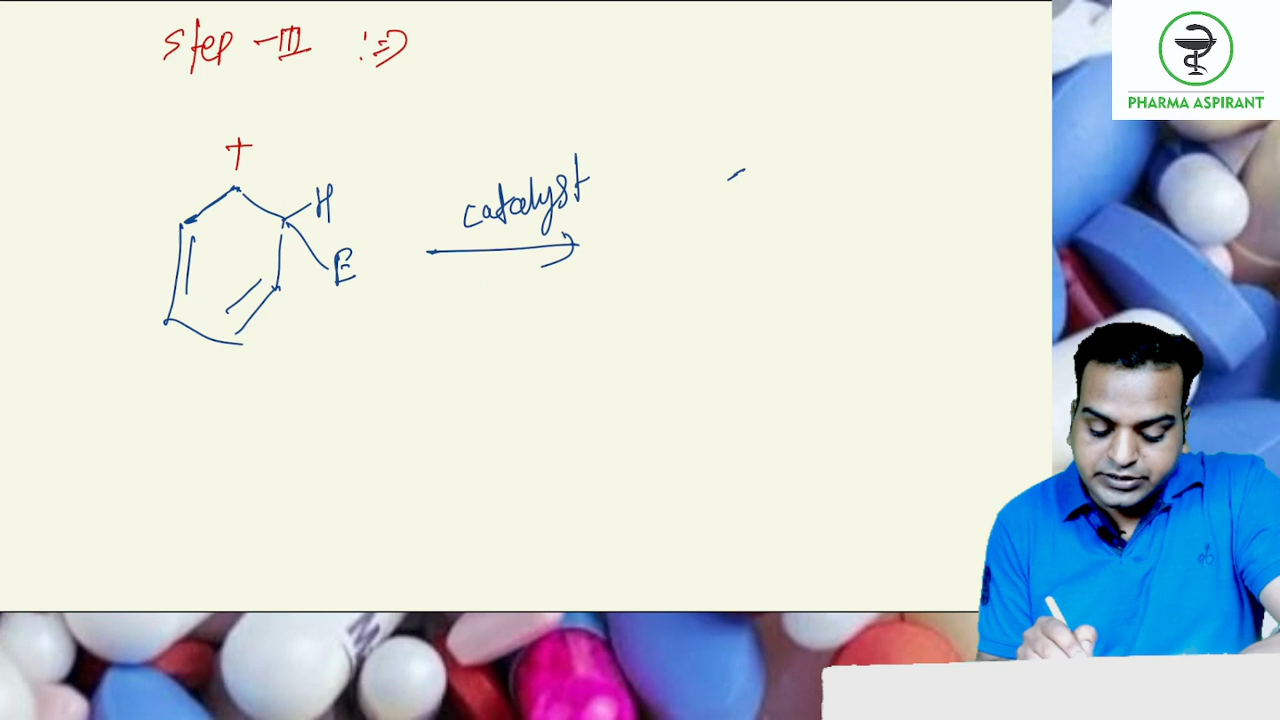 Step -III :⇒
+
H
E
catalyst
PHARMA ASPIRANT